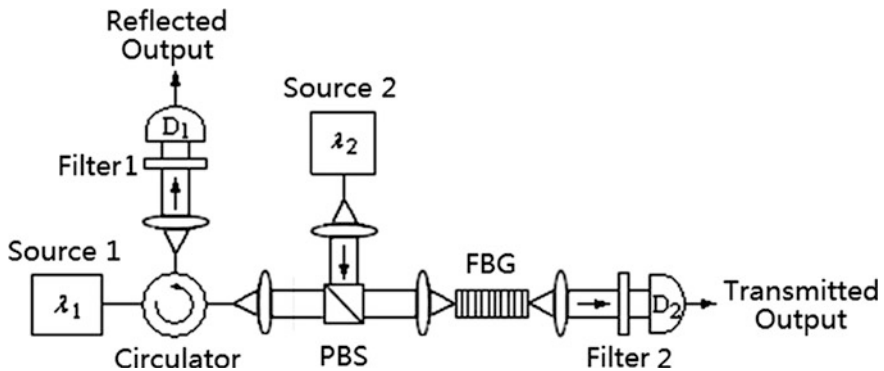 Reflected
Output
Source 2
D1
λ2
Filter1
Source 1
FBG
λ1
D2
Transmitted
Output
Circulator
PBS
Filter 2